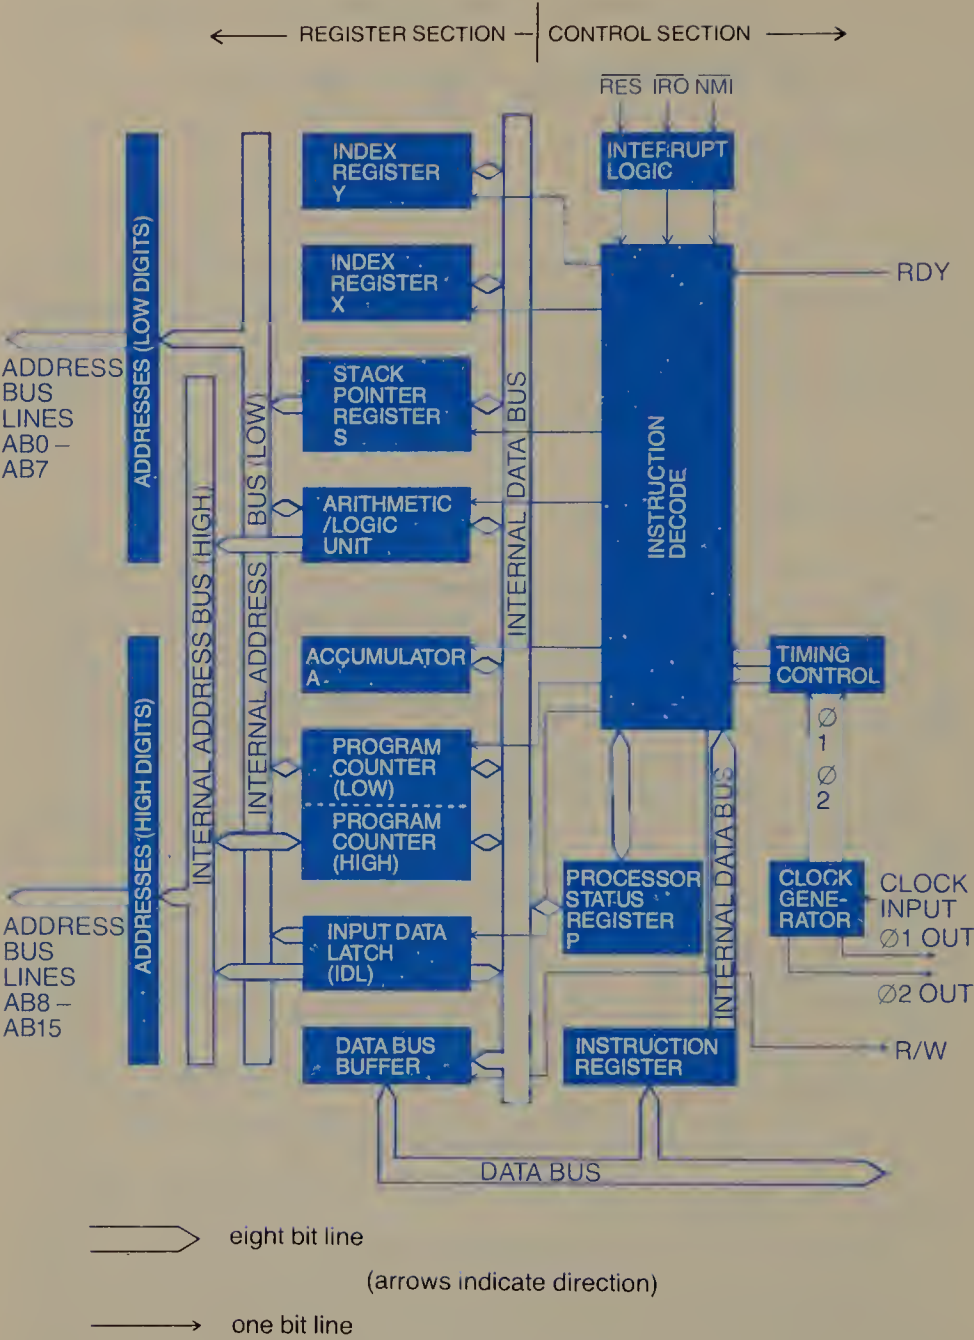 REGISTER SECTION
CONTROL SECTION
RES IRO NMI
INTERRUPT
LOGIC
INDEX
REGISTER
Y
INDEX
REGISTER
X
STACK
POINTER
REGISTER
S
ARITHMETIC
/LOGIC
UNIT
ACCUMULATOR
A
PROGRAM
COUNTER
(LOW)
PROGRAM
COUNTER
(HIGH)
INPUT DATA
LATCH
(IDL)
DATA BUS
BUFFER
ADDRESSES (LOW DIGITS)
ADDRESSES (HIGH DIGITS)
INTERNAL ADDRESS BUS (HIGH)
INTERNAL ADDRESS BUS (LOW)
INTERNAL DATA BUS
ADDRESS
BUS
LINES
AB0 –
AB7
ADDRESS
BUS
LINES
AB8 –
AB15
INSTRUCTION
DECODE
RDY
TIMING
CONTROL
Ø
1
Ø
2
CLOCK
GENE-
RATOR
CLOCK
INPUT
Ø1 OUT
Ø2 OUT
R/W
PROCESSOR
STATUS
REGISTER
P
INTERNAL DATA BUS
INSTRUCTION
REGISTER
DATA BUS
eight bit line
(arrows indicate direction)
one bit line